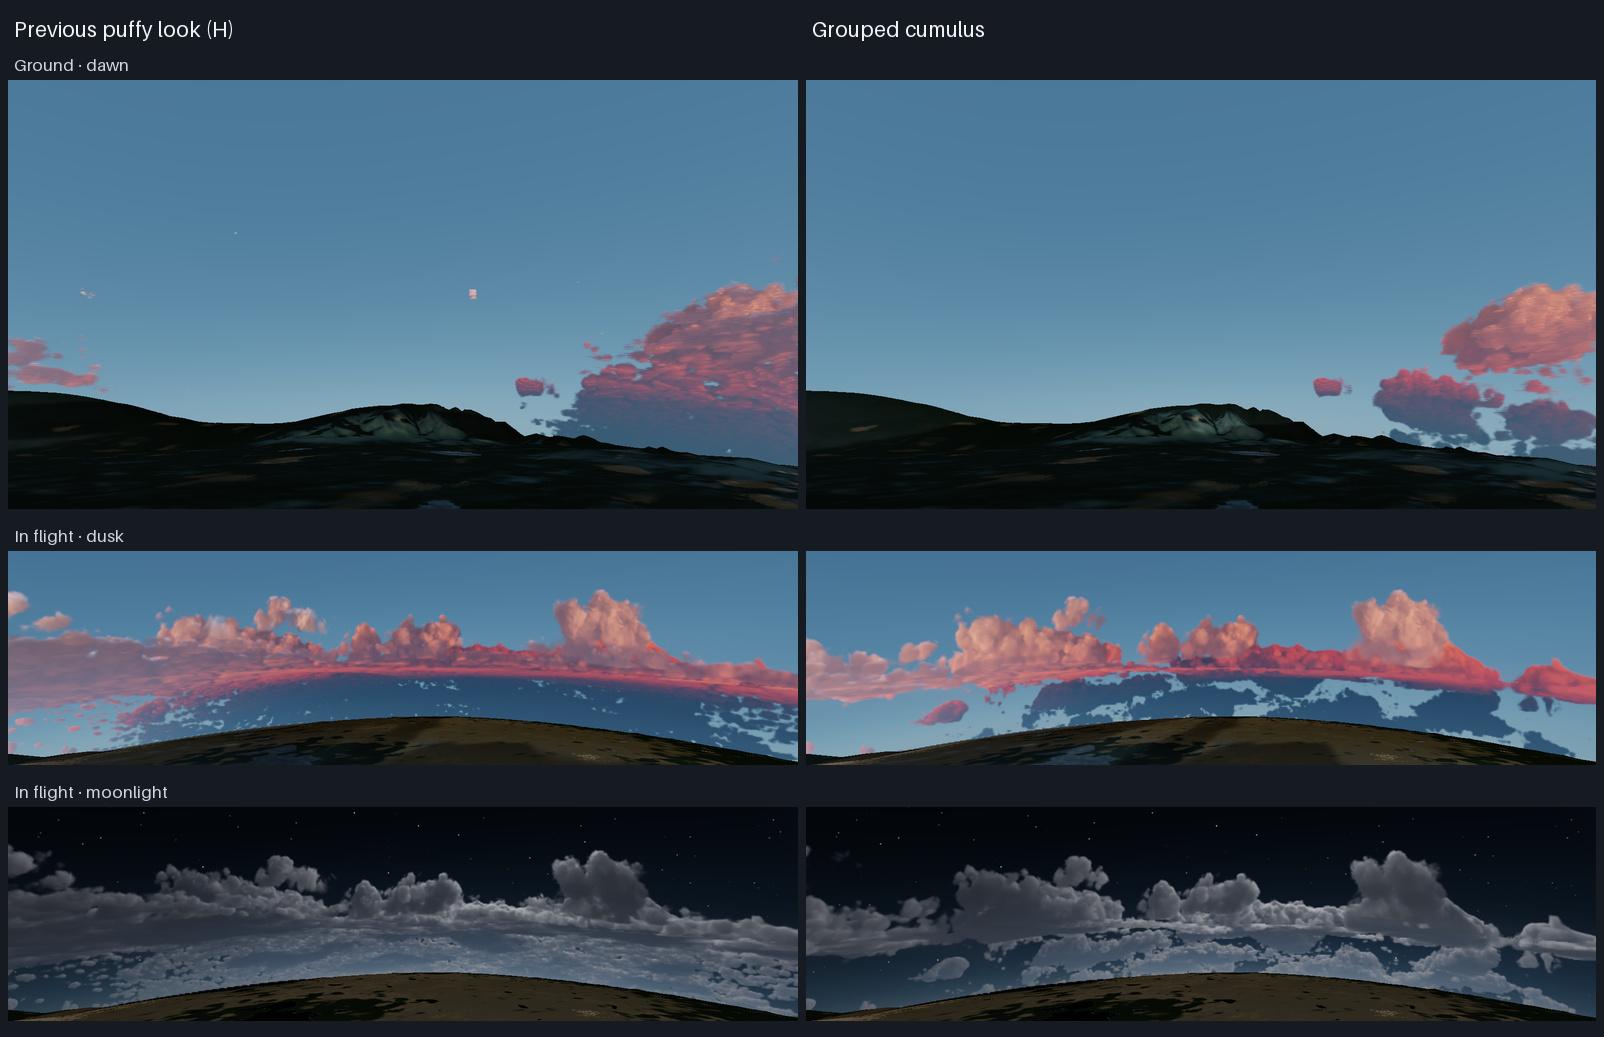 Previous puffy look (H)
Grouped cumulus
Ground · dawn
In flight · dusk
In flight · moonlight